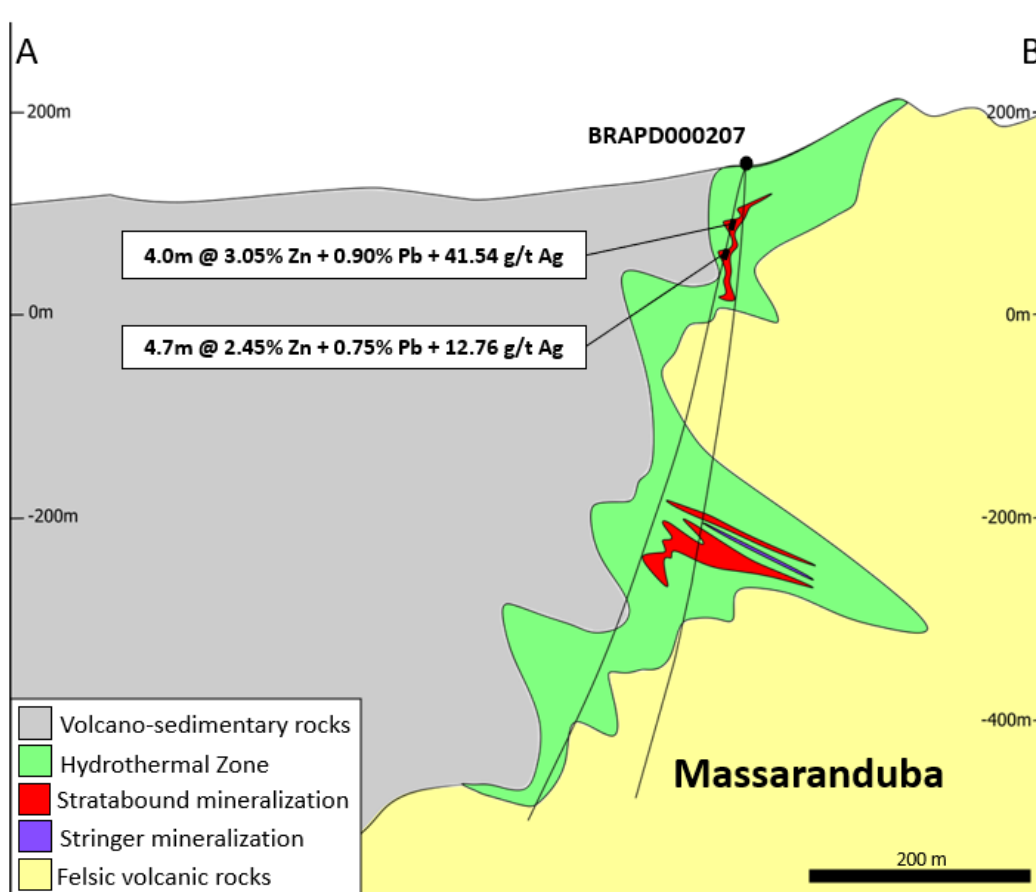 A
B
200m
200m
BRAPD000207
4.0m @ 3.05% Zn + 0.90% Pb + 41.54 g/t Ag
0m
0m
4.7m @ 2.45% Zn + 0.75% Pb + 12.76 g/t Ag
-200m
-200m
-400m
Volcano-sedimentary rocks
Hydrothermal Zone
Stratabound mineralization
Stringer mineralization
Felsic volcanic rocks
Massaranduba
200 m